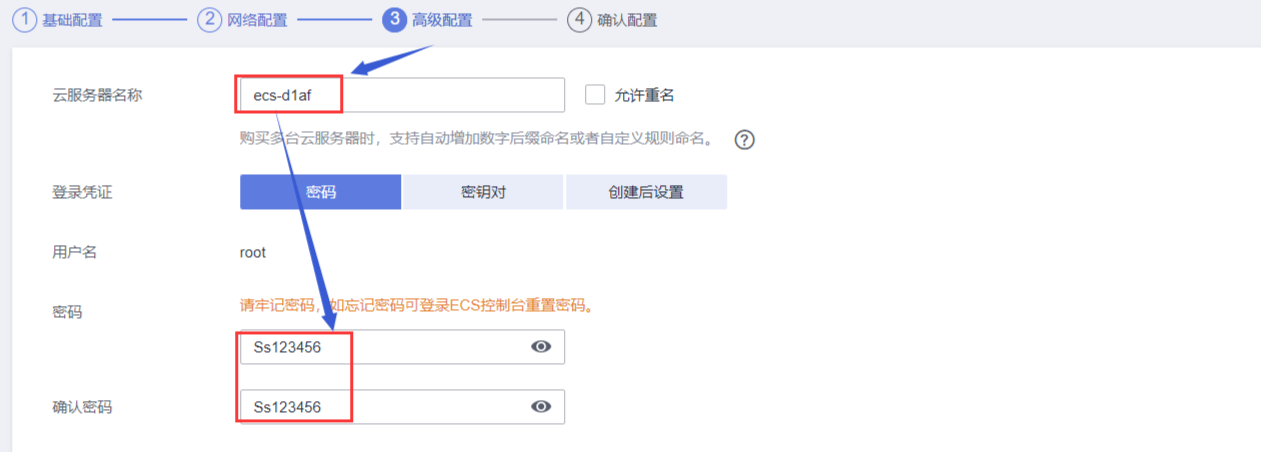 1 基础配置 2 网络配置 3 高级配置 4 确认配置
云服务器名称 ecs-d1af 允许重名
购买多台云服务器时，支持自动增加数字后缀命名或者自定义规则命名。 ?
登录凭证 密码 密钥对 创建后设置
用户名 root
密码 请牢记密码，如忘记密码可登录ECS控制台重置密码。
Ss123456
确认密码 Ss123456